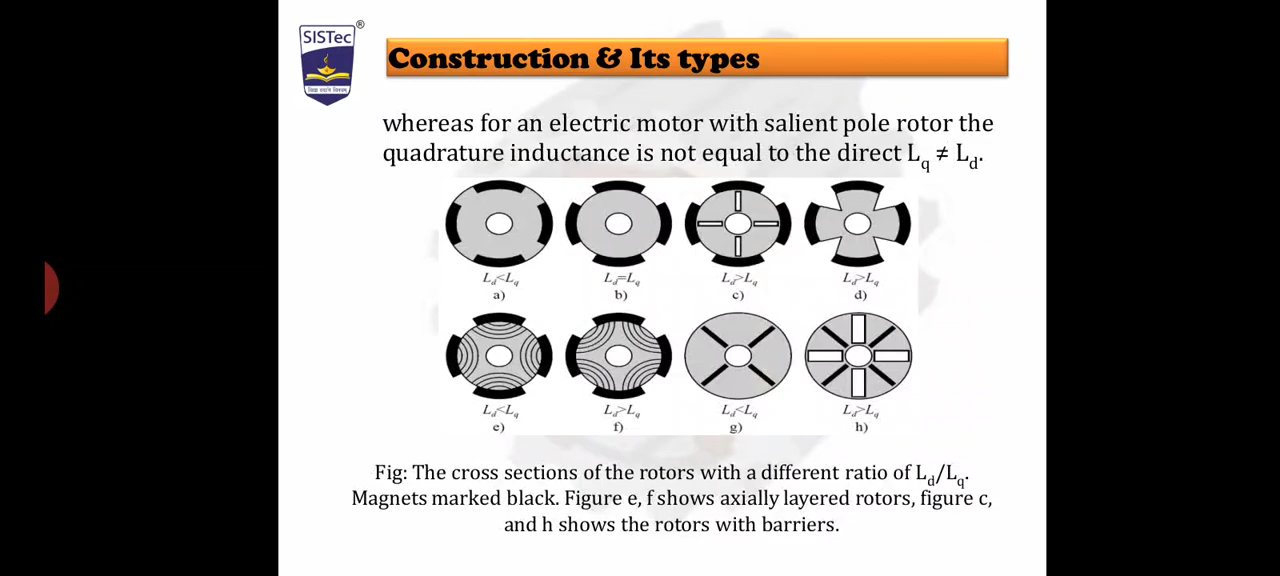 SISTec ®
Construction & Its types
whereas for an electric motor with salient pole rotor the
quadrature inductance is not equal to the direct Lq ≠ Ld.
Ld<Lq Ld=Lq Ld>Lq Ld>Lq
a) b) c) d)
Ld<Lq Ld>Lq Ld<Lq Ld>Lq
e) f) g) h)
Fig: The cross sections of the rotors with a different ratio of Ld/Lq.
Magnets marked black. Figure e, f shows axially layered rotors, figure c,
and h shows the rotors with barriers.